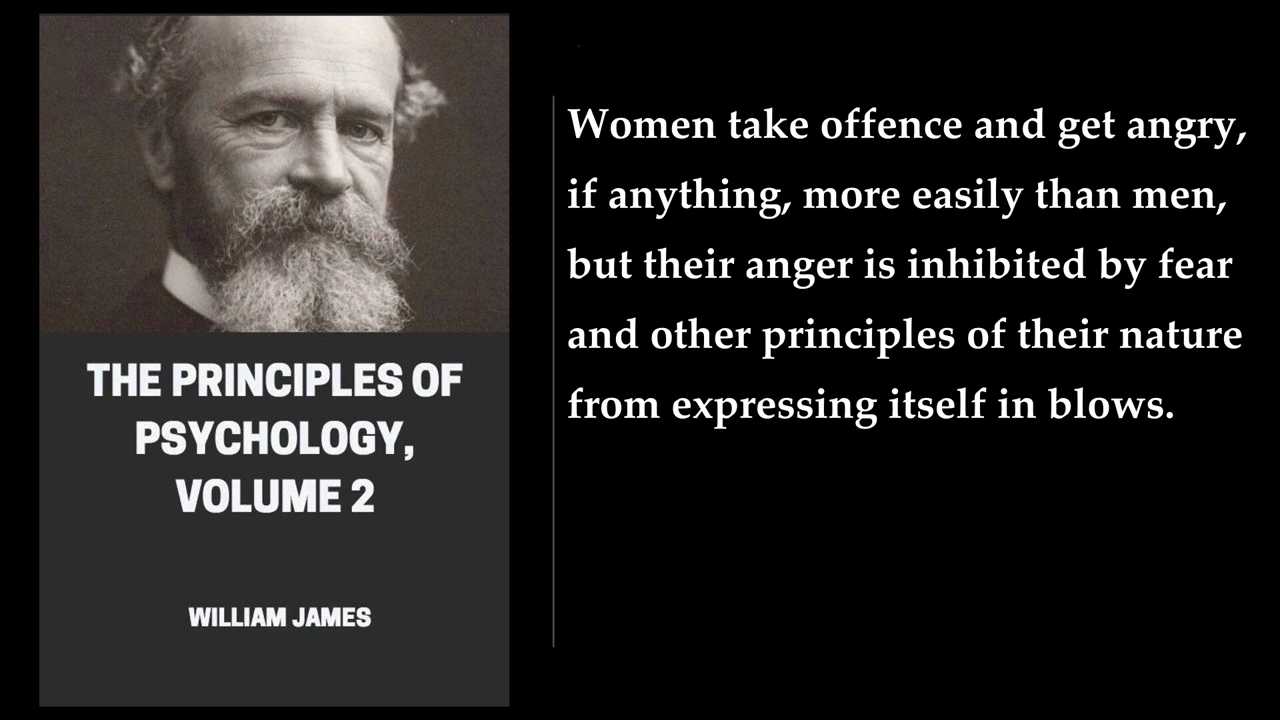 THE PRINCIPLES OF
PSYCHOLOGY,
VOLUME 2
WILLIAM JAMES
Women take offence and get angry,
if anything, more easily than men,
but their anger is inhibited by fear
and other principles of their nature
from expressing itself in blows.